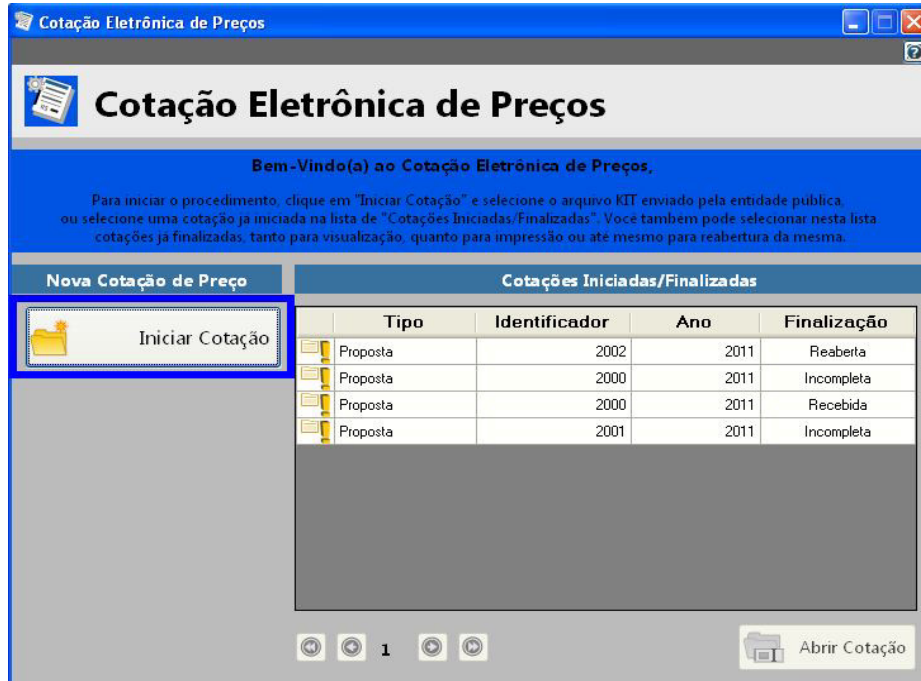 Cotação Eletrônica de Preços
Cotação Eletrônica de Preços
Bem-Vindo(a) ao Cotação Eletrônica de Preços,
Para iniciar o procedimento, clique em "Iniciar Cotação" e selecione o arquivo KIT enviado pela entidade pública,
ou selecione uma cotação já iniciada na lista de "Cotações Iniciadas/Finalizadas". Você também pode selecionar nesta lista
cotações já finalizadas, tanto para visualização, quanto para impressão ou até mesmo para reabertura da mesma.
Nova Cotação de Preço
Cotações Iniciadas/Finalizadas
Iniciar Cotação
Tipo Identificador Ano Finalização
Proposta 2002 2011 Reaberta
Proposta 2000 2011 Incompleta
Proposta 2000 2011 Recebida
Proposta 2001 2011 Incompleta
1
Abrir Cotação